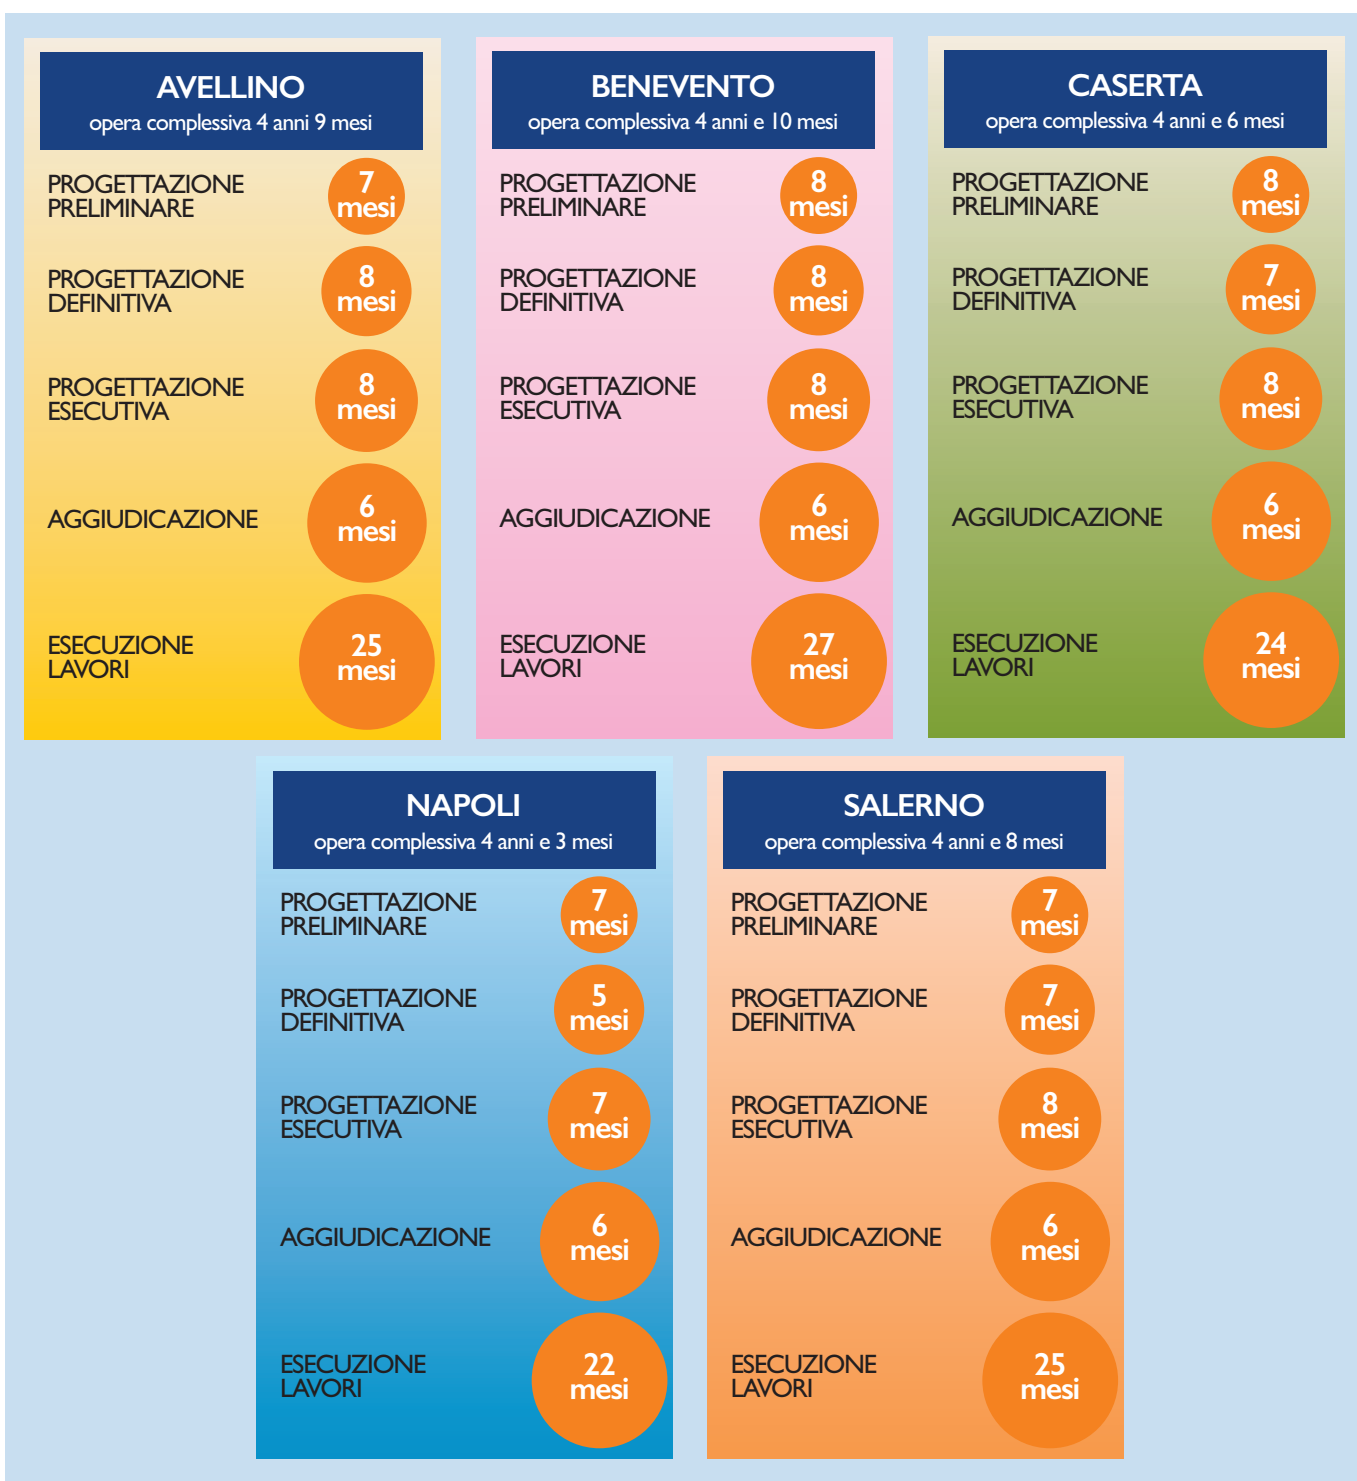 AVELLINO
opera complessiva 4 anni 9 mesi
PROGETTAZIONE
PRELIMINARE
7
mesi
PROGETTAZIONE
DEFINITIVA
8
mesi
PROGETTAZIONE
ESECUTIVA
8
mesi
AGGIUDICAZIONE
6
mesi
ESECUZIONE
LAVORI
25
mesi
BENEVENTO
opera complessiva 4 anni e 10 mesi
PROGETTAZIONE
PRELIMINARE
8
mesi
PROGETTAZIONE
DEFINITIVA
8
mesi
PROGETTAZIONE
ESECUTIVA
8
mesi
AGGIUDICAZIONE
6
mesi
ESECUZIONE
LAVORI
27
mesi
CASERTA
opera complessiva 4 anni e 6 mesi
PROGETTAZIONE
PRELIMINARE
8
mesi
PROGETTAZIONE
DEFINITIVA
7
mesi
PROGETTAZIONE
ESECUTIVA
8
mesi
AGGIUDICAZIONE
6
mesi
ESECUZIONE
LAVORI
24
mesi
NAPOLI
opera complessiva 4 anni e 3 mesi
PROGETTAZIONE
PRELIMINARE
7
mesi
PROGETTAZIONE
DEFINITIVA
5
mesi
PROGETTAZIONE
ESECUTIVA
7
mesi
AGGIUDICAZIONE
6
mesi
ESECUZIONE
LAVORI
22
mesi
SALERNO
opera complessiva 4 anni e 8 mesi
PROGETTAZIONE
PRELIMINARE
7
mesi
PROGETTAZIONE
DEFINITIVA
7
mesi
PROGETTAZIONE
ESECUTIVA
8
mesi
AGGIUDICAZIONE
6
mesi
ESECUZIONE
LAVORI
25
mesi